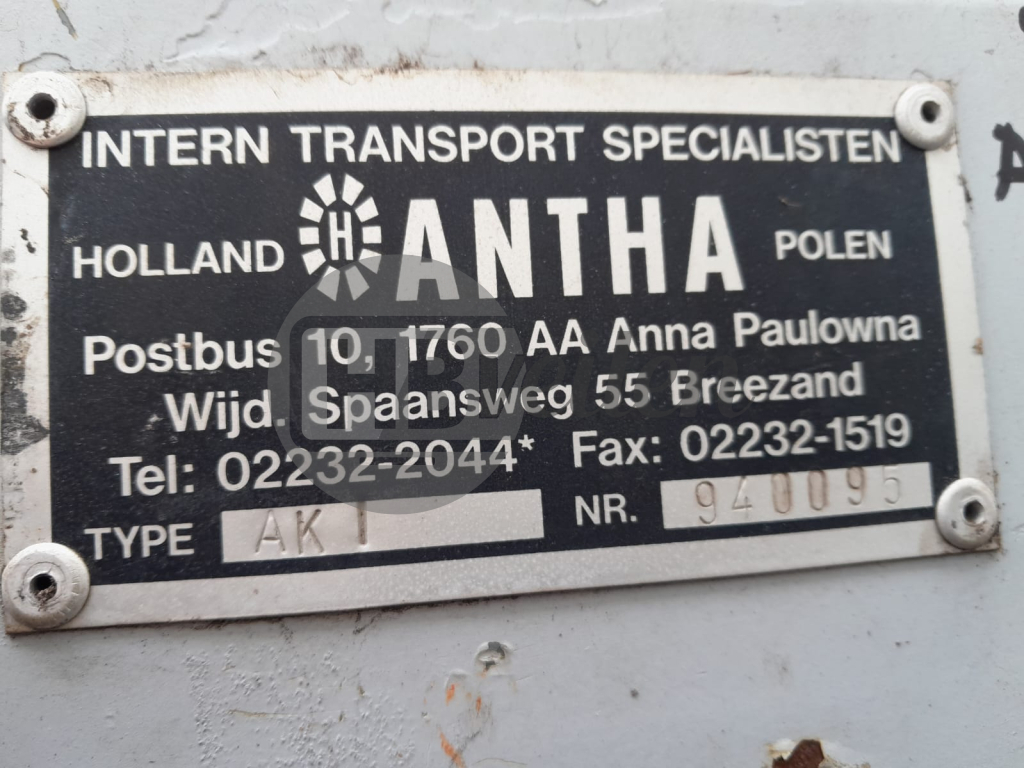 INTERN TRANSPORT SPECIALISTEN
HOLLAND H ANTHA POLEN
Postbus 10, 1760 AA Anna Paulowna
Wijd. Spaansweg 55 Breezand
Tel: 02232-2044* Fax: 02232-1519
TYPE AKT NR. 940095